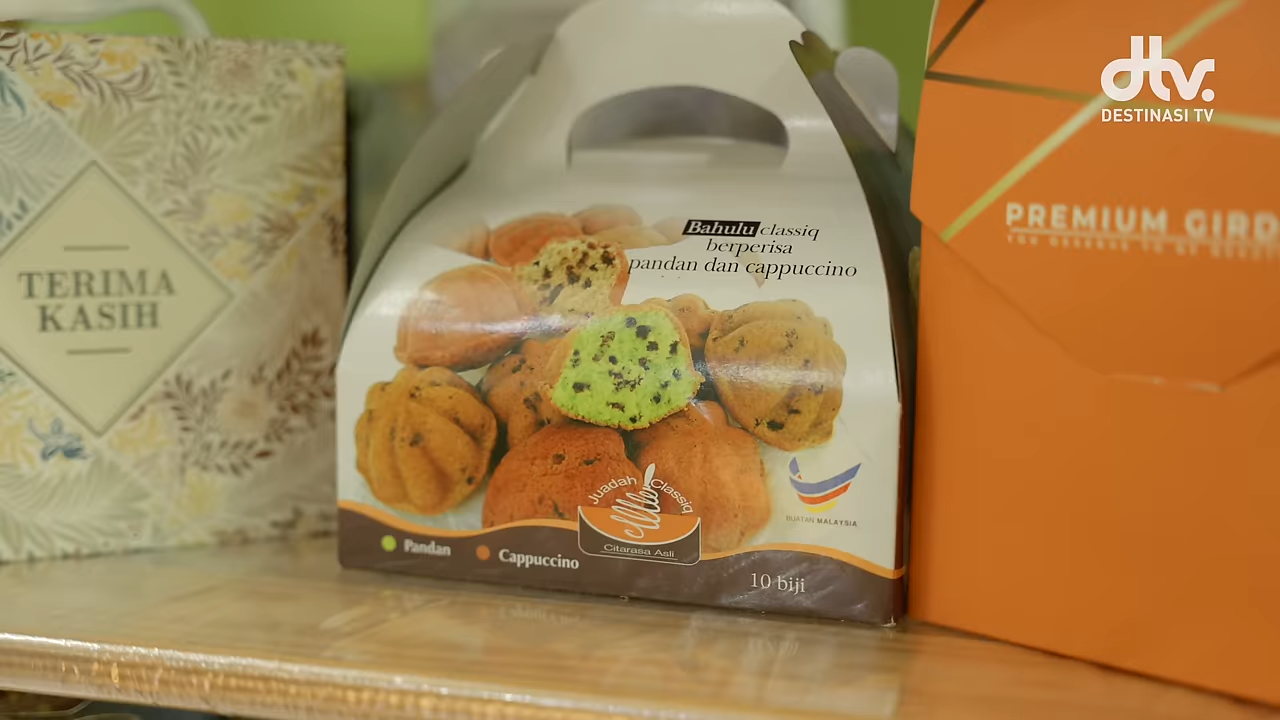 dtv.
DESTINASI TV
TERIMA
KASIH
Bahulu classiq
berperisa
pandan dan cappuccino
PREMIUM GIRD
Juadah Classiq
Citarasa Asli
BUATAN MALAYSIA
Pandan
Cappuccino
10 biji